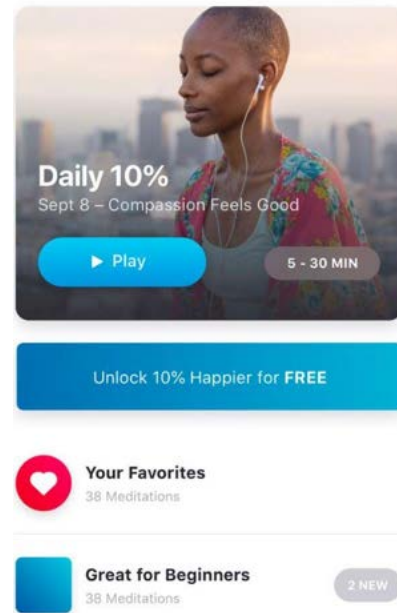 Daily 10%
Sept 8 – Compassion Feels Good
Play
5 - 30 MIN
Unlock 10% Happier for FREE
Your Favorites
38 Meditations
Great for Beginners
38 Meditations
2 NEW